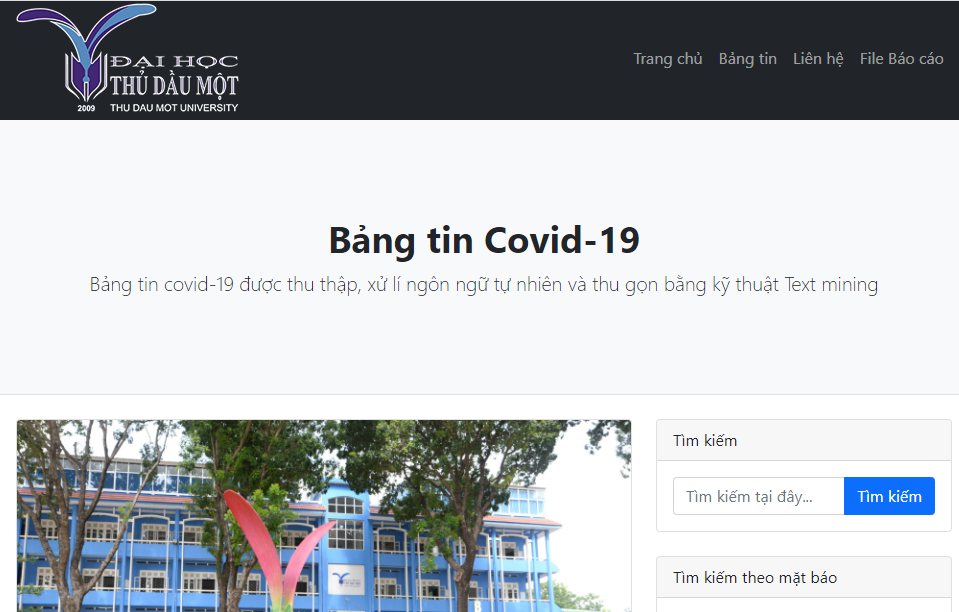 ĐẠI HỌC
THỦ DẦU MỘT
2009 THU DAU MOT UNIVERSITY
Trang chủ Bảng tin Liên hệ File Báo cáo
Bảng tin Covid-19
Bảng tin covid-19 được thu thập, xử lí ngôn ngữ tự nhiên và thu gọn bằng kỹ thuật Text mining
Tìm kiếm
Tìm kiếm tại đây... Tìm kiếm
Tìm kiếm theo mặt báo
B